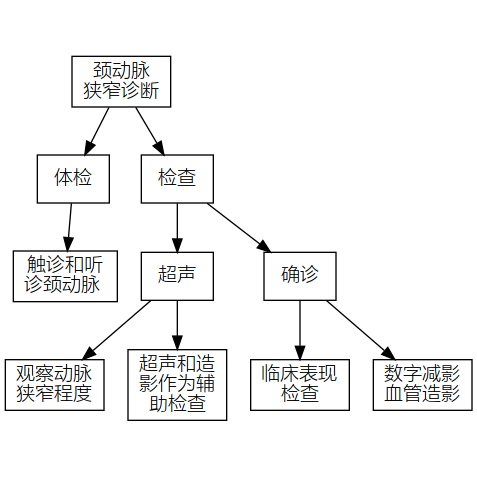 颈动脉
狭窄诊断
体检
检查
触诊和听
诊颈动脉
超声
确诊
观察动脉
狭窄程度
超声和造
影作为辅
助检查
临床表现
检查
数字减影
血管造影